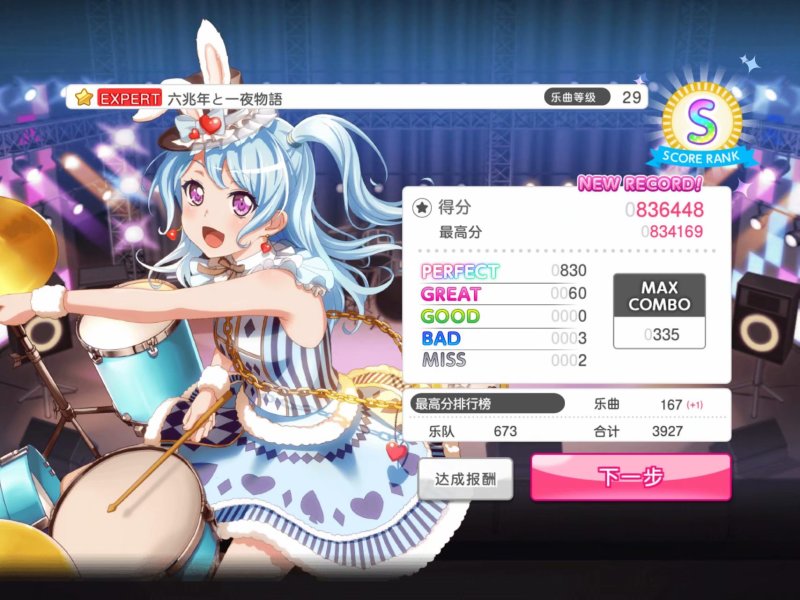 EXPERT 六兆年と一夜物語 乐曲等级 29
S
SCORE RANK
NEW RECORD!
得分 0836448
最高分 0834169
PERFECT 0830
GREAT 0060
GOOD 0000
BAD 0003
MISS 0002
MAX
COMBO
0335
最高分排行榜 乐曲 167 (+1)
乐队 673 合计 3927
达成报酬
下一步